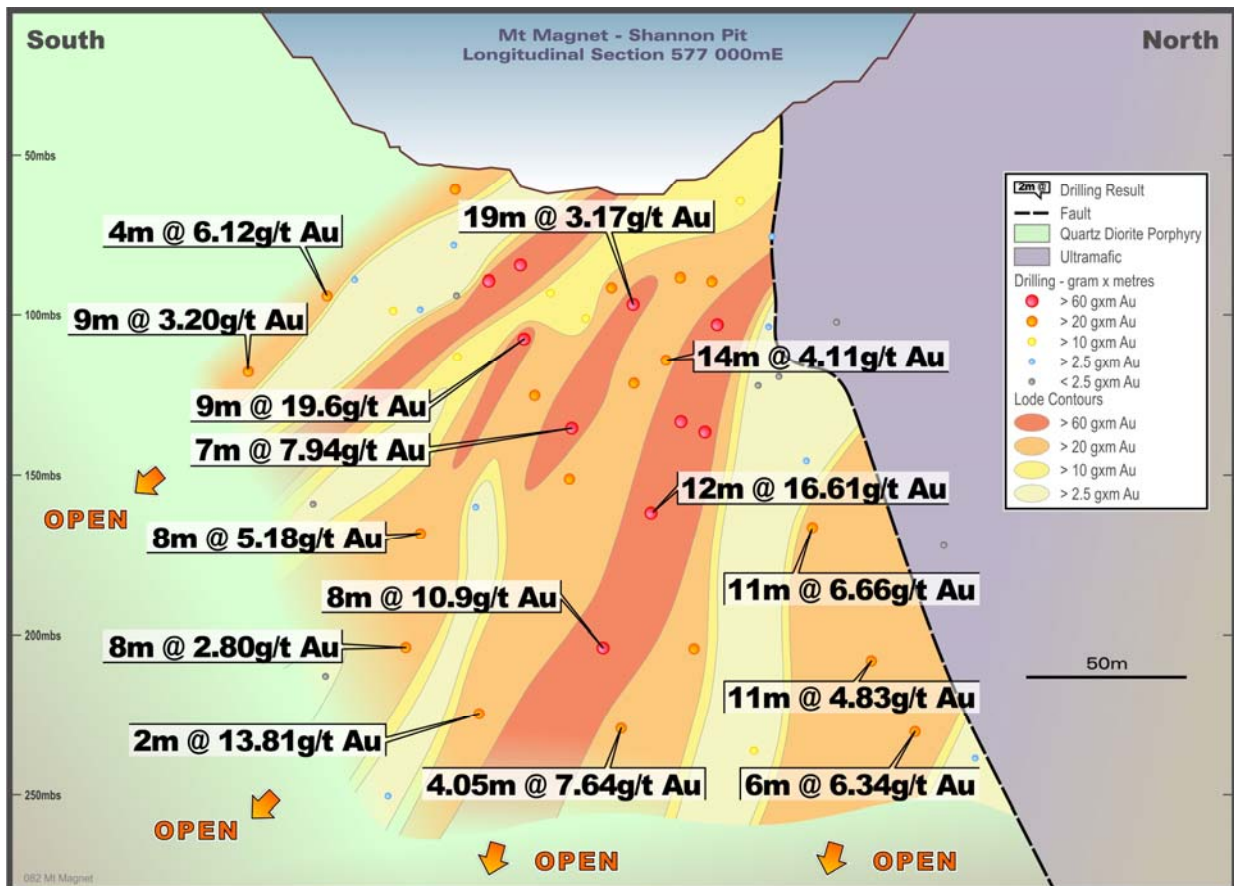 South
Mt Magnet - Shannon Pit
Longitudinal Section 577 000mE
North
50mbs
100mbs
150mbs
200mbs
250mbs
4m @ 6.12g/t Au
19m @ 3.17g/t Au
9m @ 3.20g/t Au
14m @ 4.11g/t Au
9m @ 19.6g/t Au
7m @ 7.94g/t Au
12m @ 16.61g/t Au
OPEN
8m @ 5.18g/t Au
11m @ 6.66g/t Au
8m @ 10.9g/t Au
8m @ 2.80g/t Au
11m @ 4.83g/t Au
2m @ 13.81g/t Au
4.05m @ 7.64g/t Au
6m @ 6.34g/t Au
OPEN
OPEN
OPEN
2m @
Drilling Result
Fault
Quartz Diorite Porphyry
Ultramafic
Drilling - gram x metres
> 60 gxm Au
> 20 gxm Au
> 10 gxm Au
> 2.5 gxm Au
< 2.5 gxm Au
Lode Contours
> 60 gxm Au
> 20 gxm Au
> 10 gxm Au
> 2.5 gxm Au
50m
082 Mt Magnet